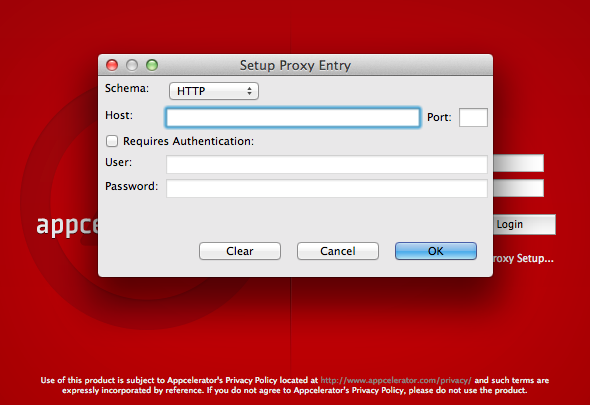 Setup Proxy Entry
Schema: HTTP
Host: Port:
Requires Authentication:
User:
Password:
Login
Clear Cancel OK
Setup...
Use of this product is subject to Appcelerator's Privacy Policy located at http://www.appcelerator.com/privacy/ and such terms are
expressly incorporated by reference. If you do not agree to Appcelerator's Privacy Policy, please do not use the product.